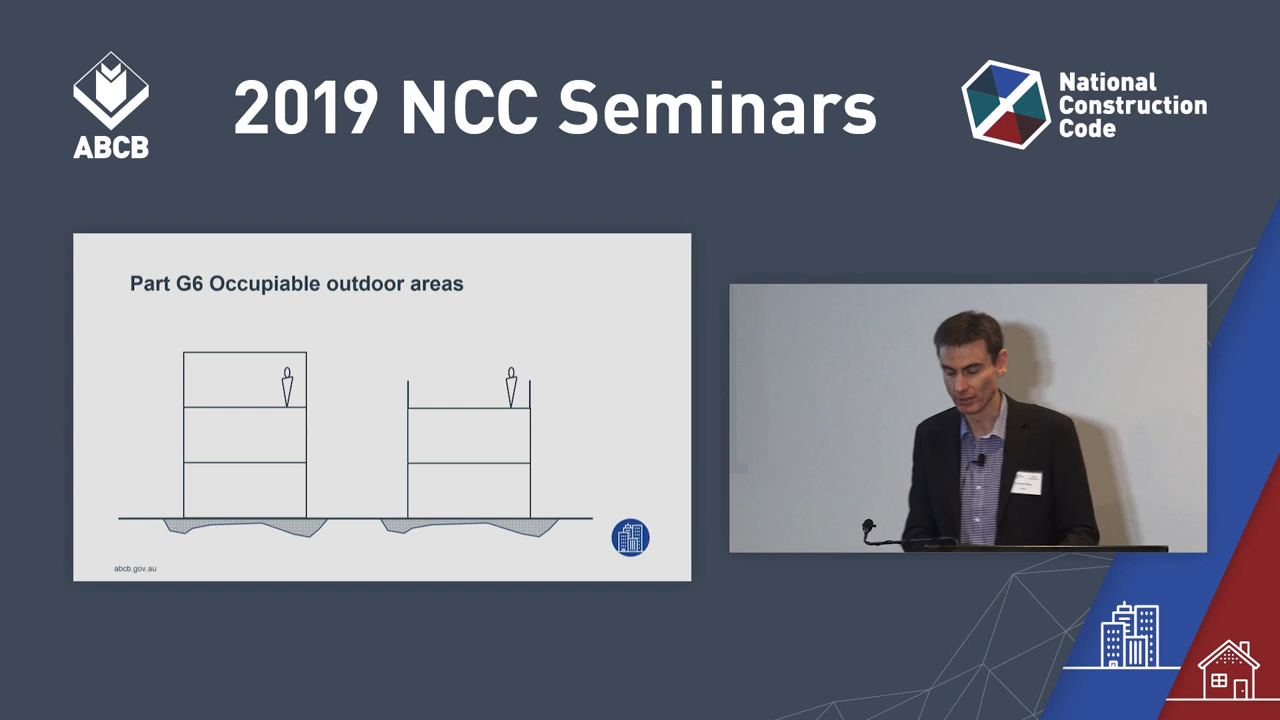 ABCB
2019 NCC Seminars
National
Construction
Code
Part G6 Occupiable outdoor areas
abcb.gov.au